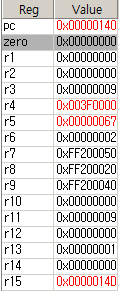 Reg Value
pc 0x00000140
zero 0x00000000
r1 0x00000000
r2 0x00000000
r3 0x00000009
r4 0x003F0000
r5 0x00000067
r6 0x00000002
r7 0xFF200050
r8 0xFF200020
r9 0xFF200040
r10 0x00000000
r11 0x00000009
r12 0x00000000
r13 0x00000001
r14 0x00000000
r15 0x0000014D